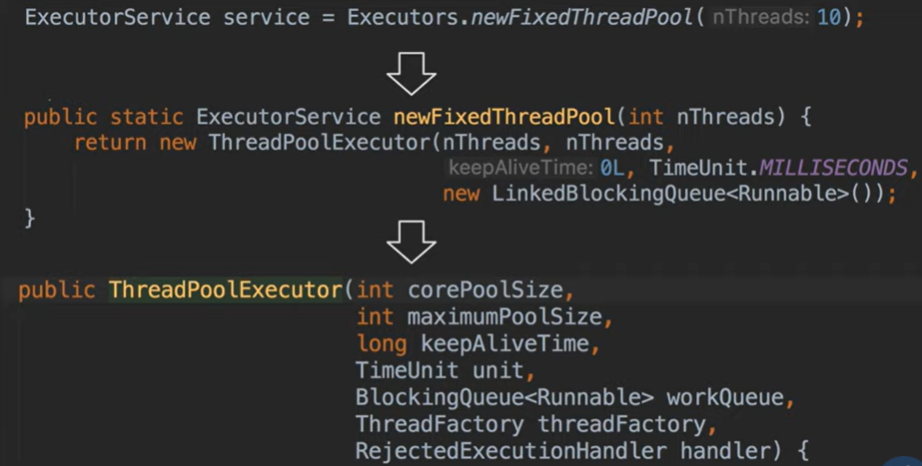 ExecutorService service = Executors.newFixedThreadPool( nThreads: 10);
public static ExecutorService newFixedThreadPool(int nThreads) {
return new ThreadPoolExecutor(nThreads, nThreads,
keepAliveTime: 0L, TimeUnit.MILLISECONDS,
new LinkedBlockingQueue<Runnable>());
}
public ThreadPoolExecutor(int corePoolSize,
int maximumPoolSize,
long keepAliveTime,
TimeUnit unit,
BlockingQueue<Runnable> workQueue,
ThreadFactory threadFactory,
RejectedExecutionHandler handler) {